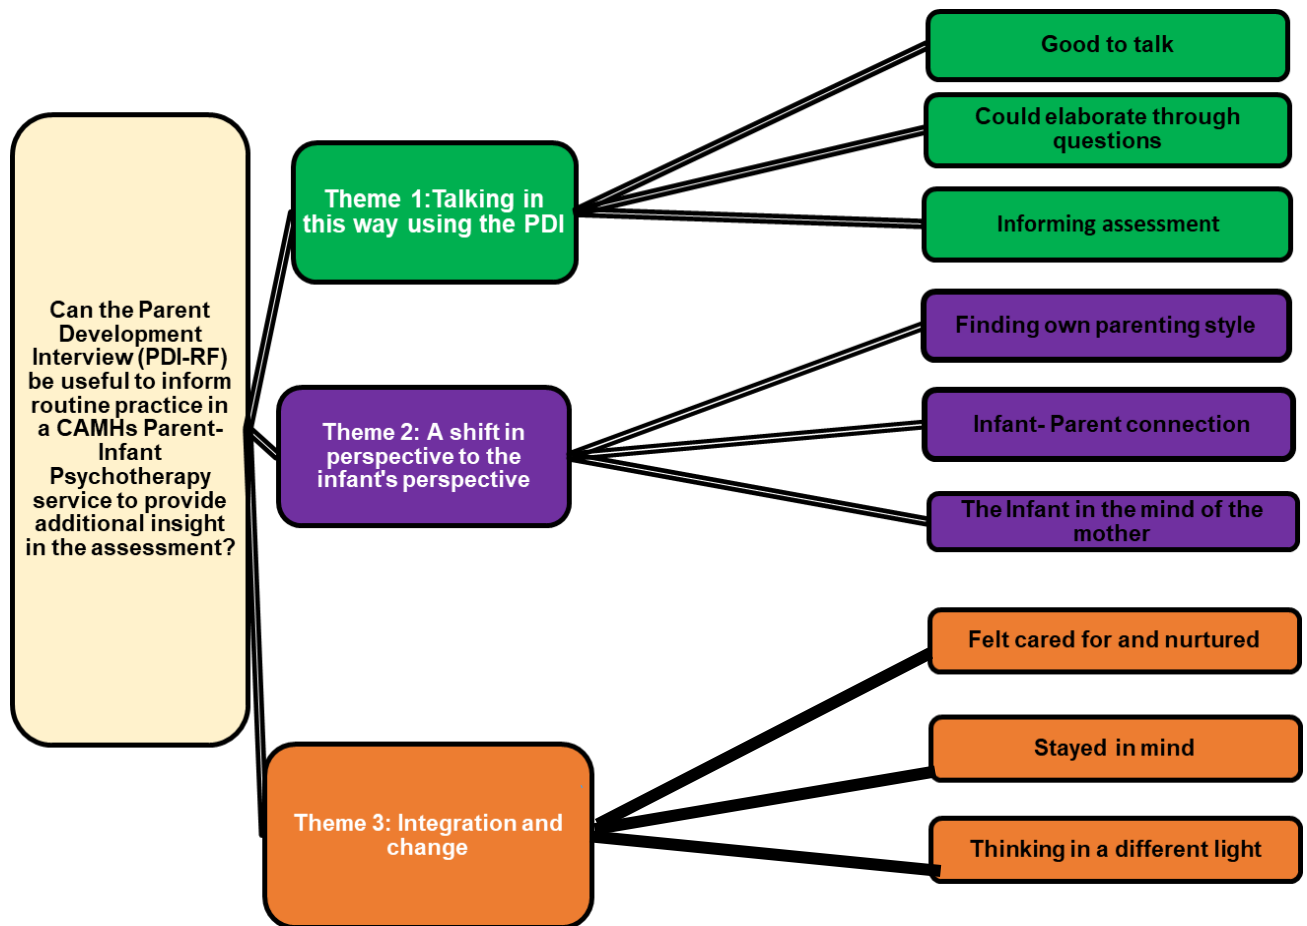 Can the Parent
Development
Interview (PDI-RF)
be useful to inform
routine practice in
a CAMHs Parent-
Infant
Psychotherapy
service to provide
additional insight
in the assessment?
Theme 1:Talking in
this way using the PDI
Good to talk
Could elaborate through
questions
Informing assessment
Theme 2: A shift in
perspective to the
infant's perspective
Finding own parenting style
Infant- Parent connection
The Infant in the mind of the
mother
Theme 3: Integration and
change
Felt cared for and nurtured
Stayed in mind
Thinking in a different light